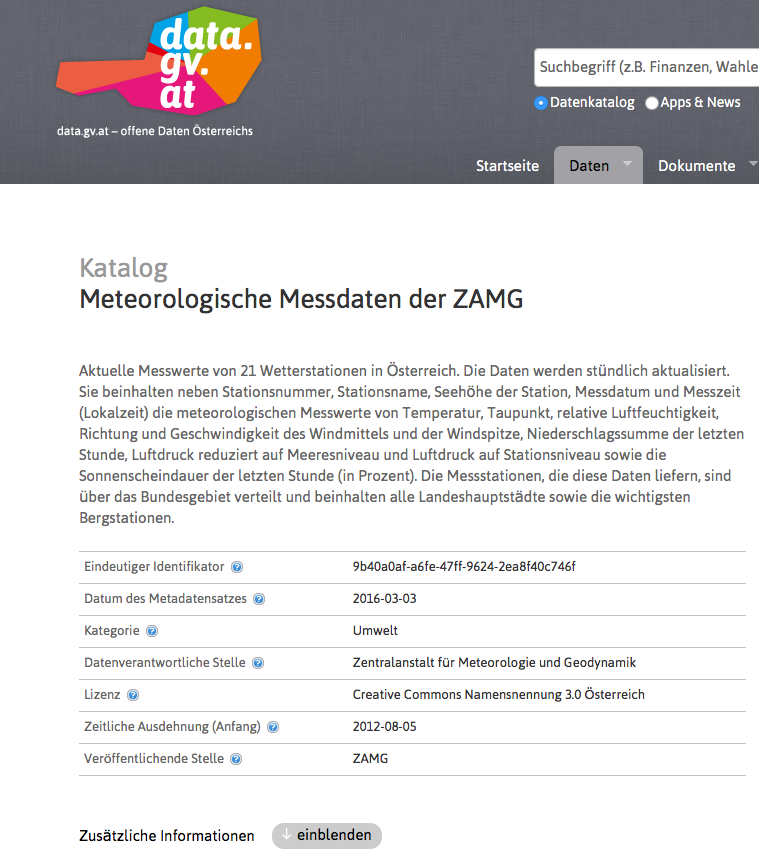 data.
gv.
at
data.gv.at – offene Daten Österreichs
Suchbegriff (z.B. Finanzen, Wahle
Datenkatalog Apps & News
Startseite Daten Dokumente
Katalog
Meteorologische Messdaten der ZAMG
Aktuelle Messwerte von 21 Wetterstationen in Österreich. Die Daten werden stündlich aktualisiert.
Sie beinhalten neben Stationsnummer, Stationsname, Seehöhe der Station, Messdatum und Messzeit
(Lokalzeit) die meteorologischen Messwerte von Temperatur, Taupunkt, relative Luftfeuchtigkeit,
Richtung und Geschwindigkeit des Windmittels und der Windspitze, Niederschlagssumme der letzten
Stunde, Luftdruck reduziert auf Meeresniveau und Luftdruck auf Stationsniveau sowie die
Sonnenscheindauer der letzten Stunde (in Prozent). Die Messstationen, die diese Daten liefern, sind
über das Bundesgebiet verteilt und beinhalten alle Landeshauptstädte sowie die wichtigsten
Bergstationen.
Eindeutiger Identifikator ? 9b40a0af-a6fe-47ff-9624-2ea8f40c746f
Datum des Metadatensatzes ? 2016-03-03
Kategorie ? Umwelt
Datenverantwortliche Stelle ? Zentralanstalt für Meteorologie und Geodynamik
Lizenz ? Creative Commons Namensnennung 3.0 Österreich
Zeitliche Ausdehnung (Anfang) ? 2012-08-05
Veröffentlichende Stelle ? ZAMG
Zusätzliche Informationen ↓ einblenden